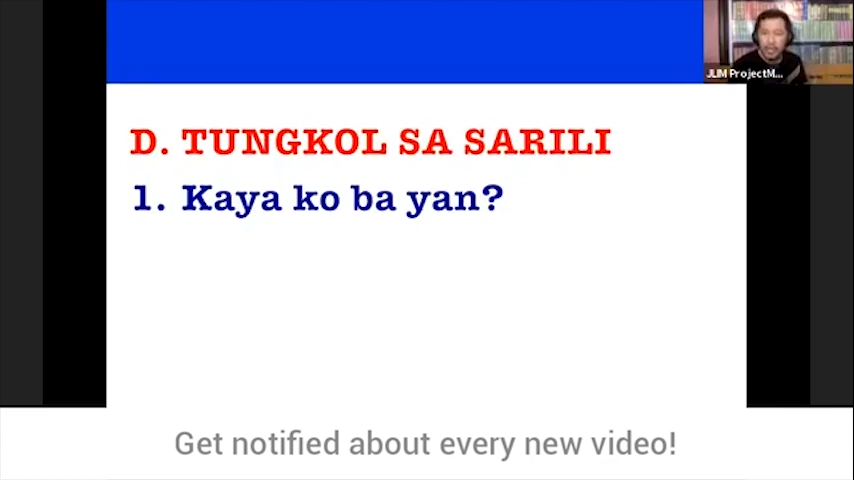 JLIM ProjectM...
D. TUNGKOL SA SARILI
1. Kaya ko ba yan?
Get notified about every new video!